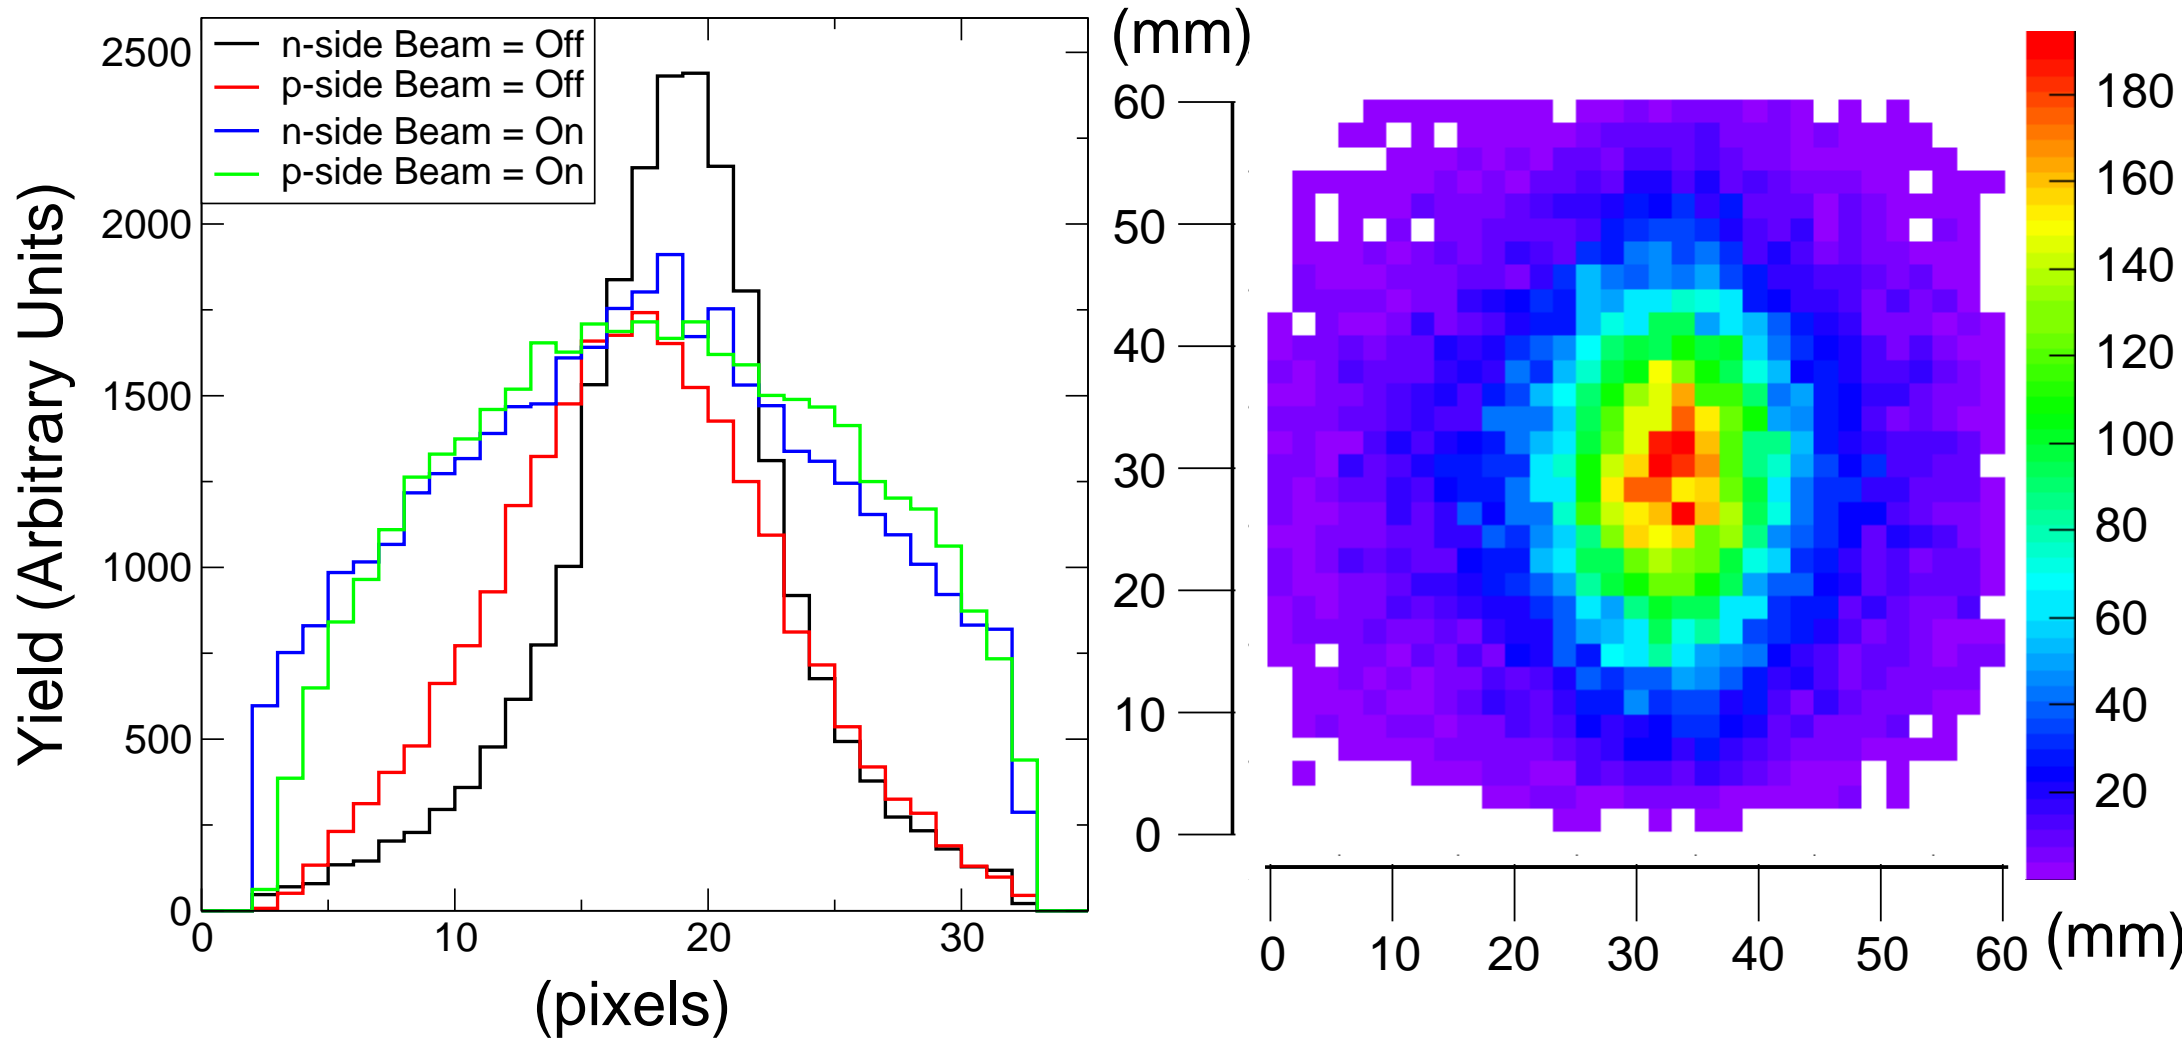 Yield (Arbitrary Units)
2500
2000
1500
1000
500
0
n-side Beam = Off
p-side Beam = Off
n-side Beam = On
p-side Beam = On
0 10 20 30
(pixels)
(mm)
60
50
40
30
20
10
0
0 10 20 30 40 50 60 (mm)
180
160
140
120
100
80
60
40
20